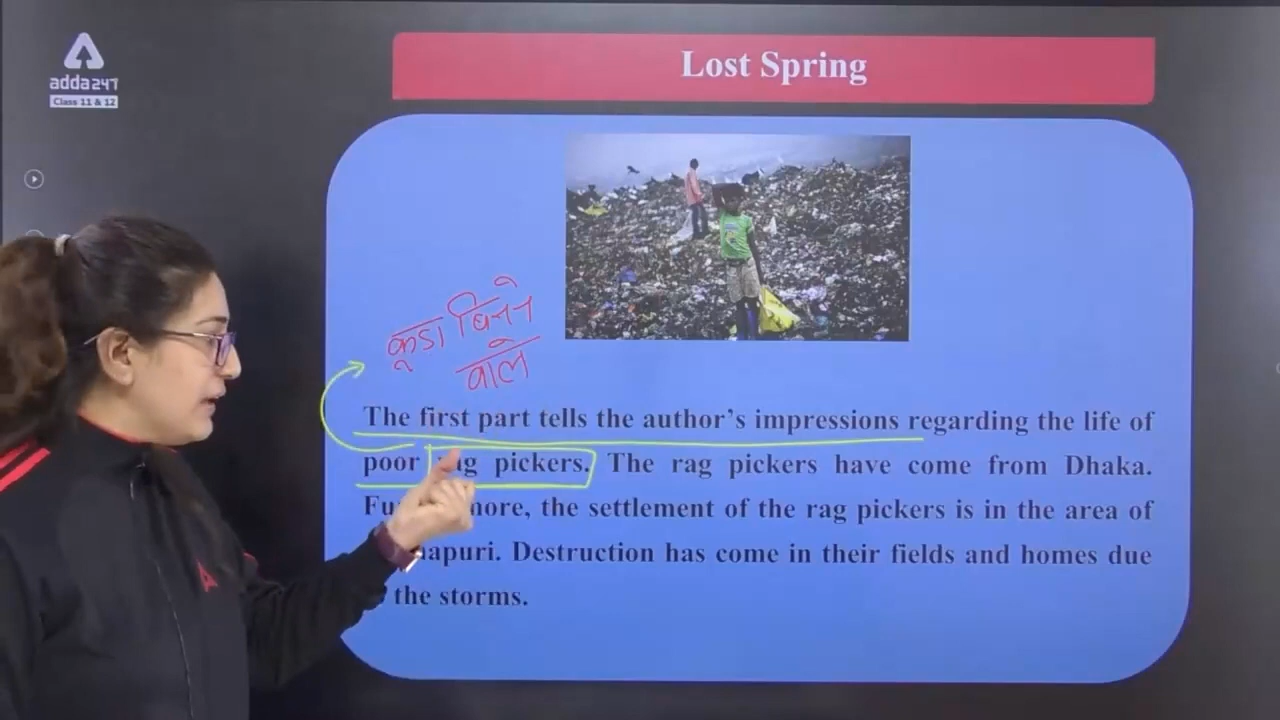 adda247
Class 11 & 12
Lost Spring
कूडा बिनने
वाले
The first part tells the author's impressions regarding the life of
poor rag pickers. The rag pickers have come from Dhaka.
Furthermore, the settlement of the rag pickers is in the area of
Destruction has come in their fields and homes due
the storms.